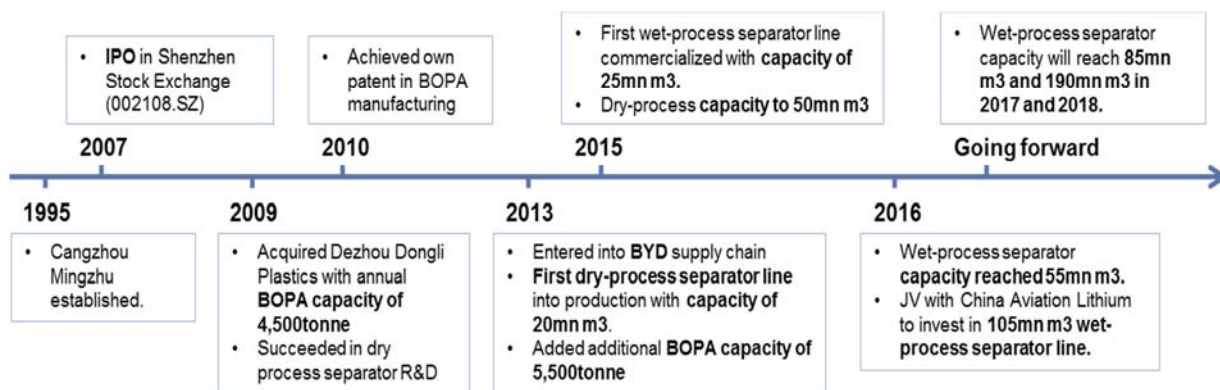 • IPO in Shenzhen
Stock Exchange
(002108.SZ)
• Achieved own
patent in BOPA
manufacturing
• First wet-process separator line
commercialized with capacity of
25mn m3.
• Dry-process capacity to 50mn m3
• Wet-process separator
capacity will reach 85mn
m3 and 190mn m3 in
2017 and 2018.
2007
2010
2015
Going forward
1995
2009
2013
2016
• Cangzhou
Mingzhu
established.
• Acquired Dezhou Dongli
Plastics with annual
BOPA capacity of
4,500tonne
• Succeeded in dry
process separator R&D
• Entered into BYD supply chain
• First dry-process separator line
into production with capacity of
20mn m3.
• Added additional BOPA capacity of
5,500tonne
• Wet-process separator
capacity reached 55mn m3.
• JV with China Aviation Lithium
to invest in 105mn m3 wet-
process separator line.